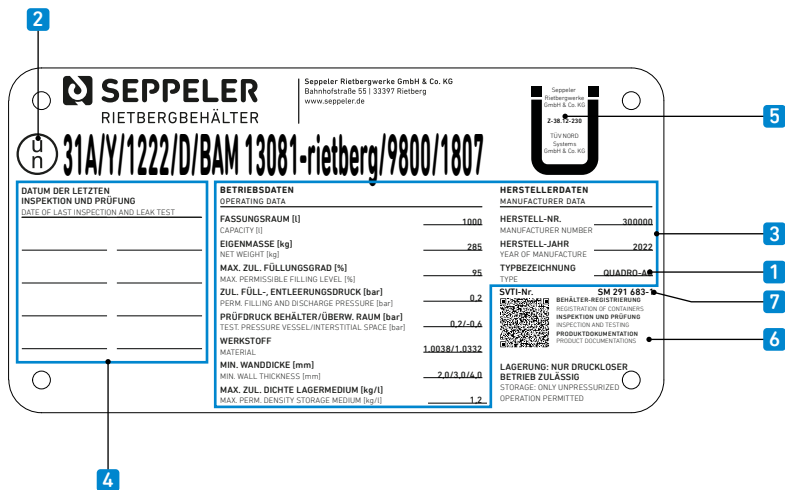 2
SEPPELER
RIETBERGBEHÄLTER
Seppeler Rietbergwerke GmbH & Co. KG
Bahnhofstraße 55 | 33397 Rietberg
www.seppeler.de
Seppeler
Rietbergwerke
GmbH & Co. KG
Z-38.12-230
TÜV NORD
Systems
GmbH & Co. KG
5
u
n
31A/Y/1222/D/BAM 13081-rietberg/9800/1807
DATUM DER LETZTEN
INSPEKTION UND PRÜFUNG
DATE OF LAST INSPECTION AND LEAK TEST
BETRIEBSDATEN
OPERATING DATA
FASSUNGSRAUM [l] 1000
CAPACITY [l]
EIGENMASSE [kg] 285
NET WEIGHT [kg]
MAX. ZUL. FÜLLUNGSGRAD [%] 95
MAX. PERMISSIBLE FILLING LEVEL [%]
ZUL. FÜLL-, ENTLEERUNGSDRUCK [bar] 0,2
PERM. FILLING AND DISCHARGE PRESSURE [bar]
PRÜFDRUCK BEHÄLTER/ÜBERW. RAUM [bar] 0,2/-0,6
TEST. PRESSURE VESSEL/INTERSTITIAL SPACE [bar]
WERKSTOFF 1.0038/1.0332
MATERIAL
MIN. WANDDICKE [mm] 2,0/3,0/4,0
MIN. WALL THICKNESS [mm]
MAX. ZUL. DICHTE LAGERMEDIUM [kg/l] 1,2
MAX. PERM. DENSITY STORAGE MEDIUM [kg/l]
HERSTELLERDATEN
MANUFACTURER DATA
HERSTELL-NR. 300000
MANUFACTURER NUMBER
3
HERSTELL-JAHR 2022
YEAR OF MANUFACTURE
TYPBEZEICHNUNG QUADRO-A
TYPE
1
SVTI-Nr. SM 291 683-1
7
BEHÄLTER-REGISTRIERUNG
REGISTRATION OF CONTAINERS
INSPEKTION UND PRÜFUNG
INSPECTION AND TESTING
PRODUKTDOKUMENTATION
PRODUCT DOCUMENTATIONS
6
LAGERUNG: NUR DRUCKLOSER
BETRIEB ZULÄSSIG
STORAGE: ONLY UNPRESSURIZED
OPERATION PERMITTED
4